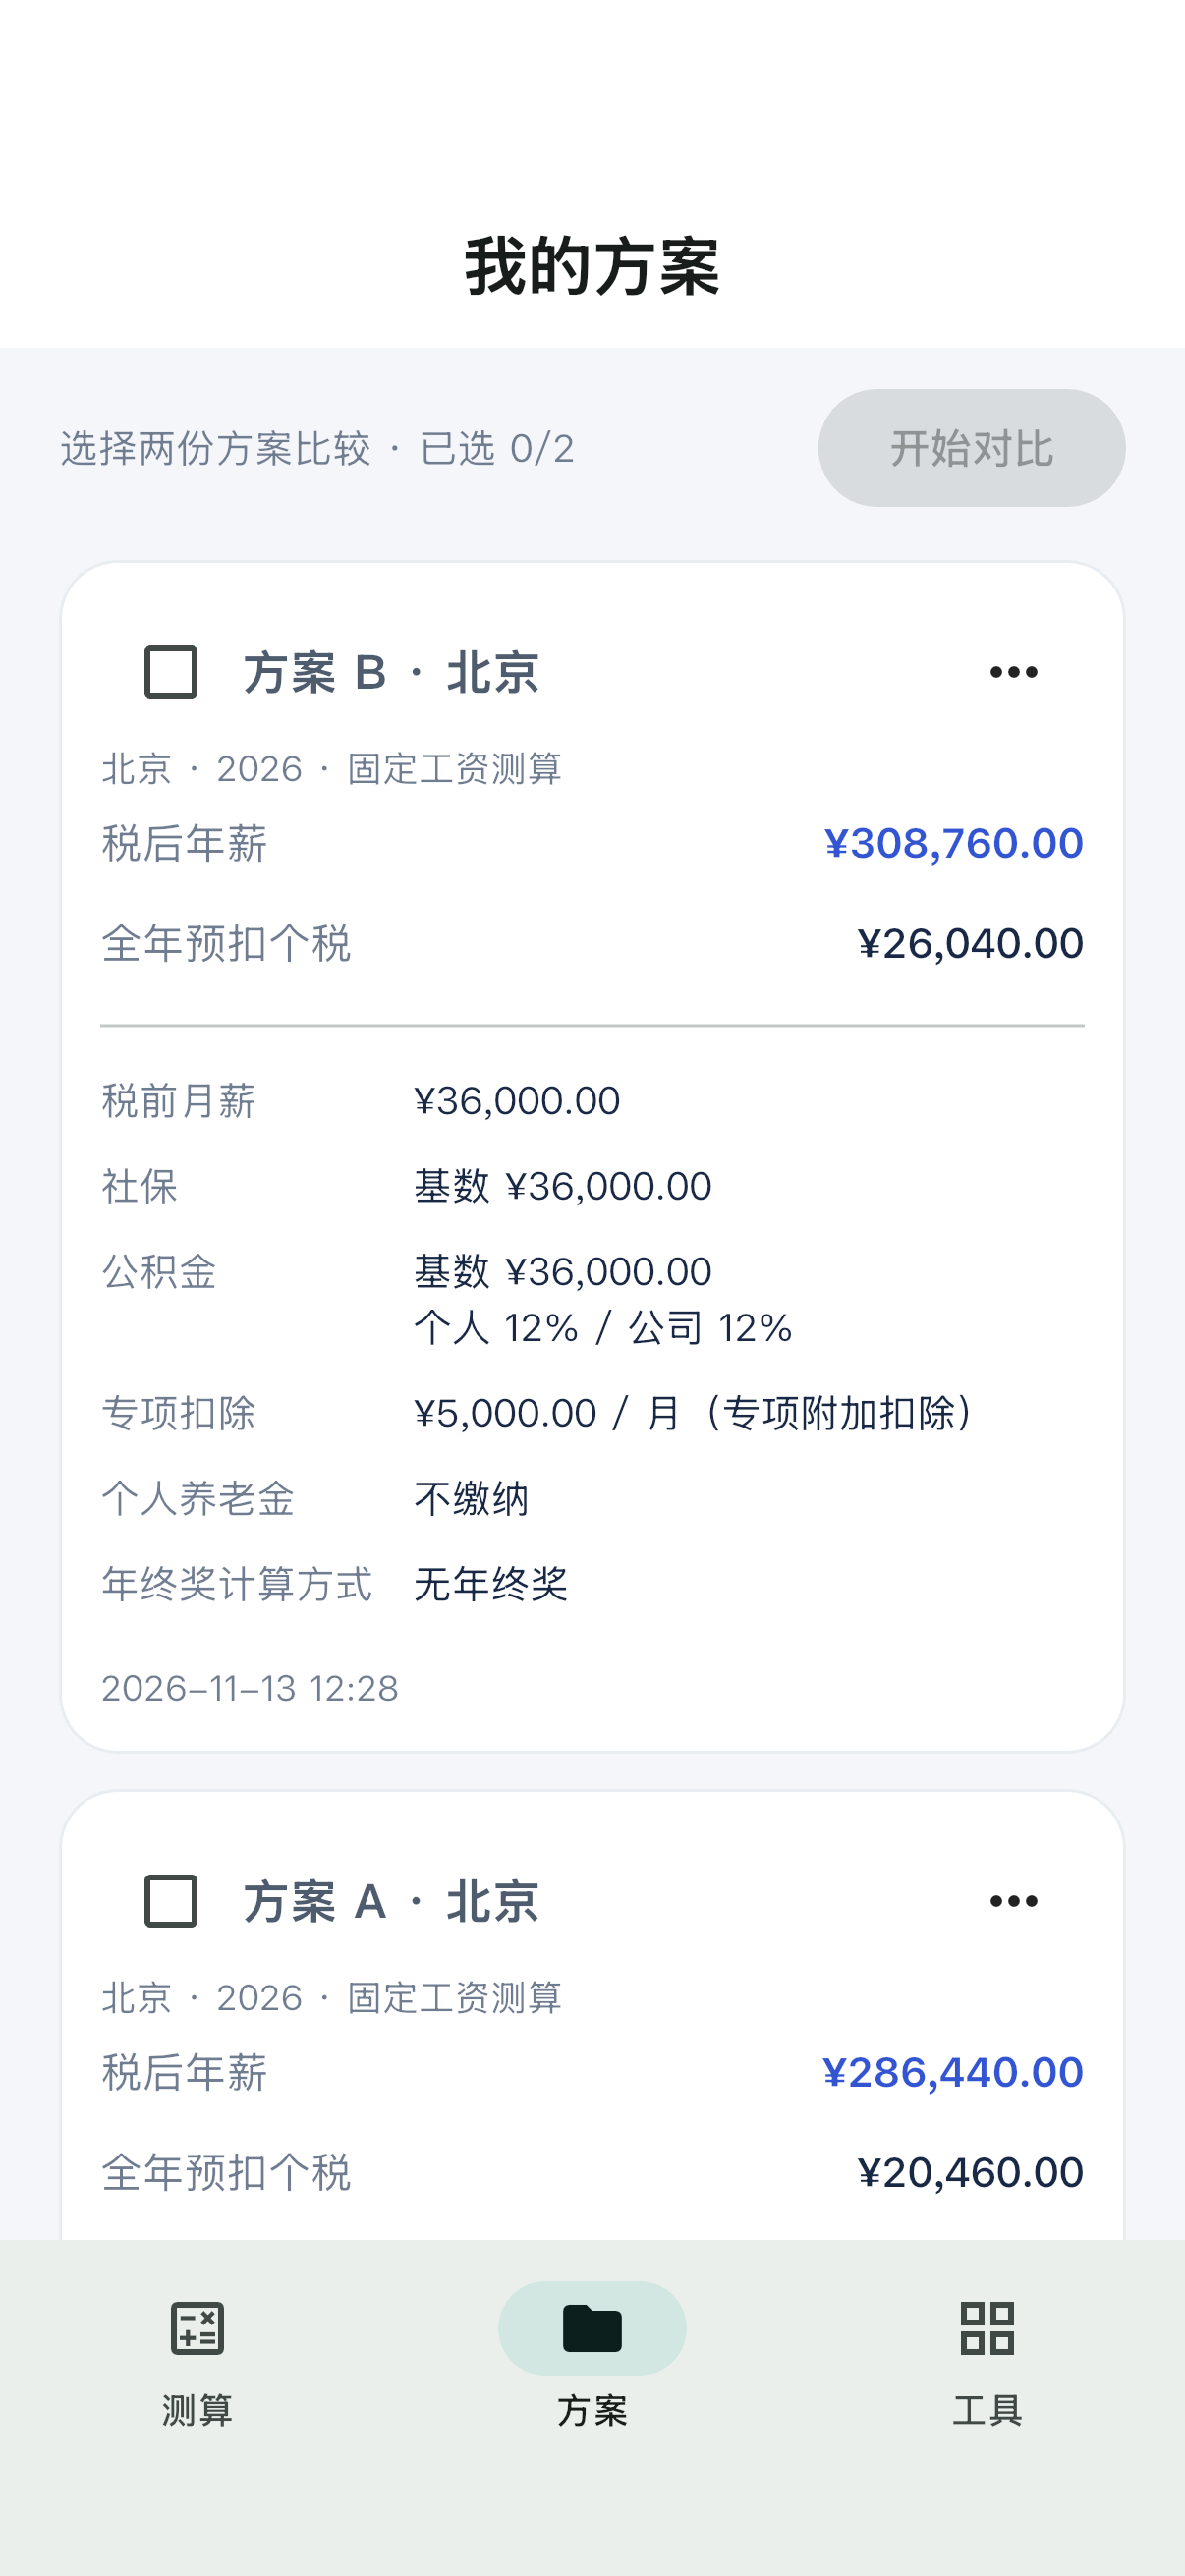 我的方案
选择两份方案比较 · 已选 0/2
开始对比
方案 B · 北京
北京 · 2026 · 固定工资测算
税后年薪 ¥308,760.00
全年预扣个税 ¥26,040.00
税前月薪 ¥36,000.00
社保 基数 ¥36,000.00
公积金 基数 ¥36,000.00
个人 12% / 公司 12%
专项扣除 ¥5,000.00 / 月（专项附加扣除）
个人养老金 不缴纳
年终奖计算方式 无年终奖
2026–11–13 12:28
方案 A · 北京
北京 · 2026 · 固定工资测算
税后年薪 ¥286,440.00
全年预扣个税 ¥20,460.00
测算 方案 工具